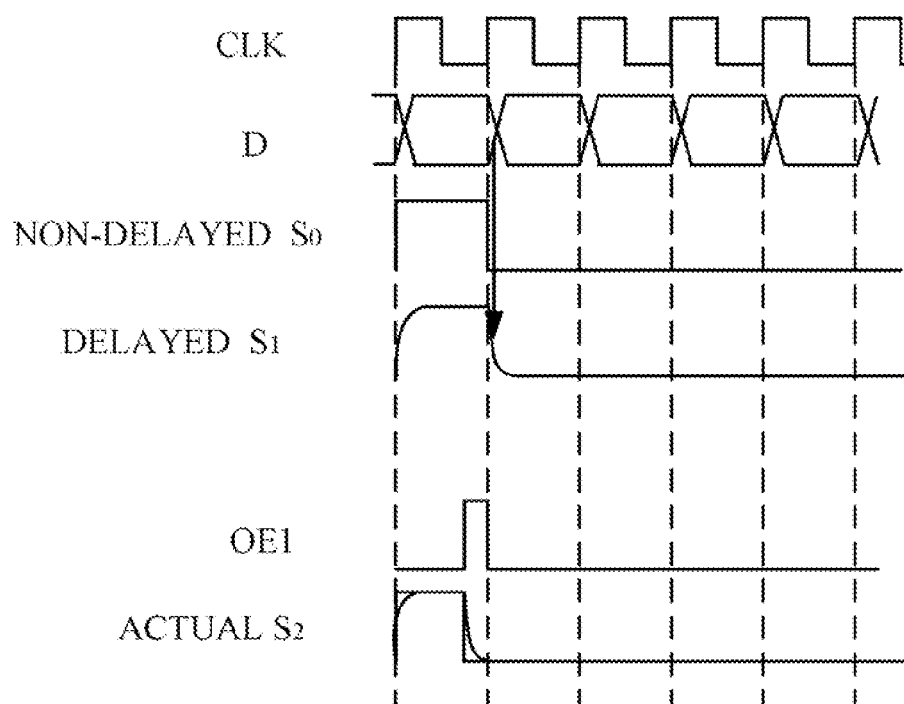 CLK
D
NON-DELAYED S0
DELAYED S1
OE1
ACTUAL S2